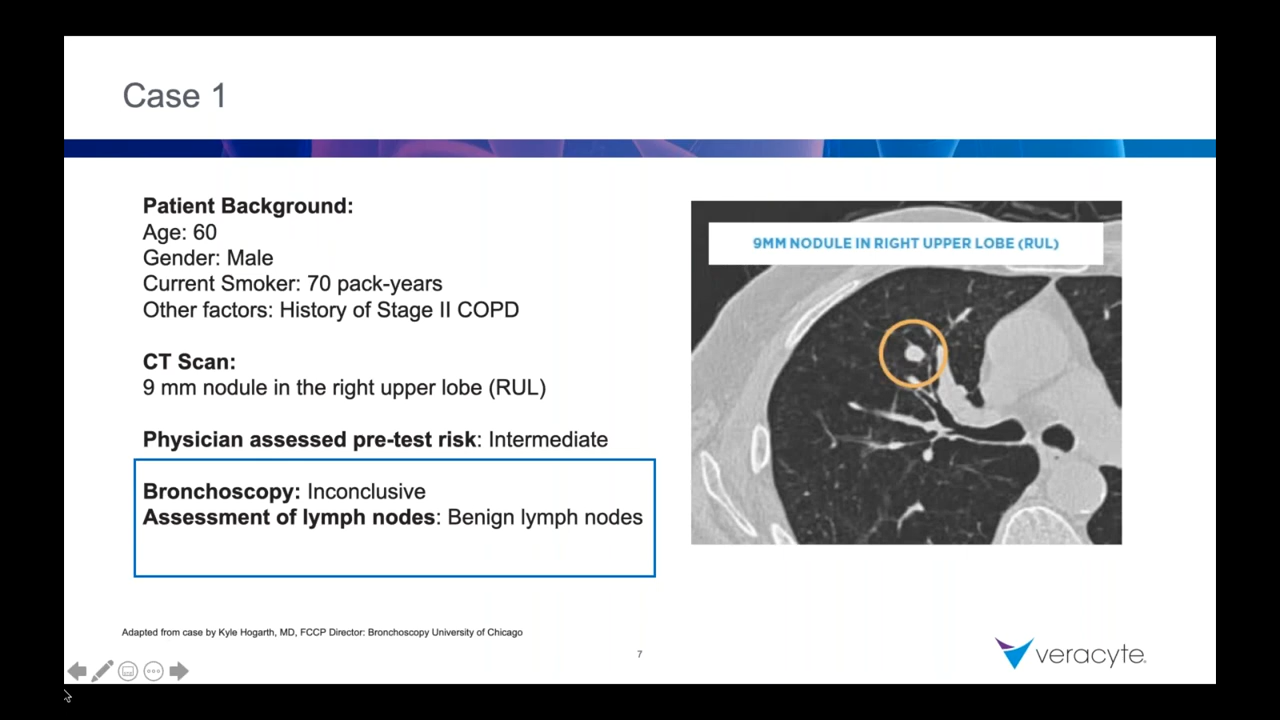 Case 1
Patient Background:
Age: 60
Gender: Male
Current Smoker: 70 pack-years
Other factors: History of Stage II COPD
CT Scan:
9 mm nodule in the right upper lobe (RUL)
Physician assessed pre-test risk: Intermediate
Bronchoscopy: Inconclusive
Assessment of lymph nodes: Benign lymph nodes
9MM NODULE IN RIGHT UPPER LOBE (RUL)
Adapted from case by Kyle Hogarth, MD, FCCP Director: Bronchoscopy University of Chicago
7
veracyte.